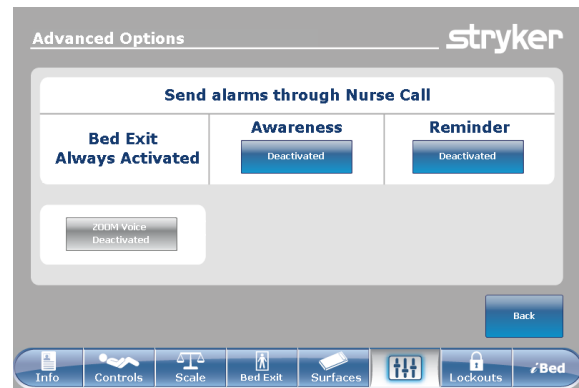 Advanced Options
stryker
Send alarms through Nurse Call
Bed Exit
Always Activated
Awareness
Deactivated
Reminder
Deactivated
ZOOM Voice
Deactivated
Back
Info
Controls
Scale
Bed Exit
Surfaces
Lockouts
iBed